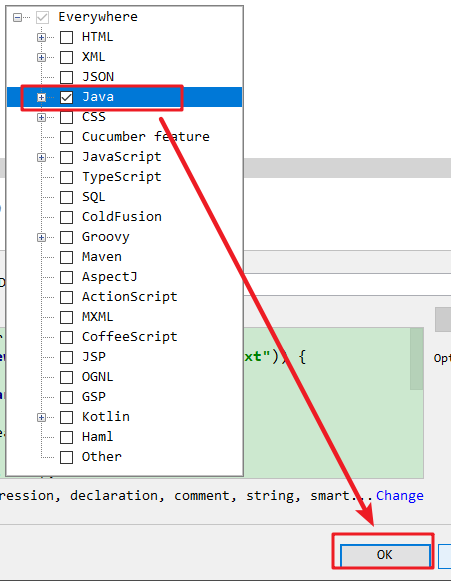 Everywhere
HTML
XML
JSON
Java
CSS
Cucumber feature
JavaScript
TypeScript
SQL
ColdFusion
Groovy
Maven
AspectJ
ActionScript
MXML
CoffeeScript
xt")) {
JSP
Opt
OGNL
GSP
Kotlin
Haml
Other
ression, declaration, comment, string, smart... Change
OK